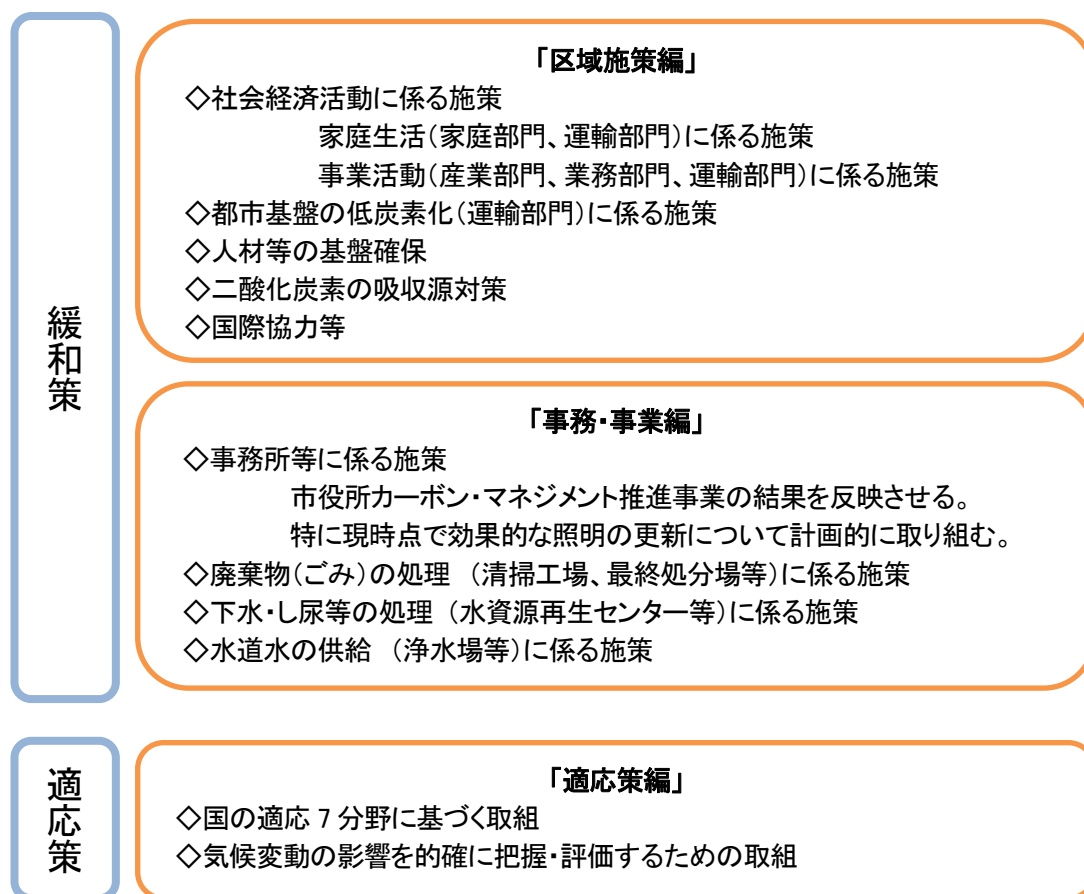 緩和策
「区域施策編」
◇社会経済活動に係る施策
家庭生活(家庭部門、運輸部門)に係る施策
事業活動(産業部門、業務部門、運輸部門)に係る施策
◇都市基盤の低炭素化(運輸部門)に係る施策
◇人材等の基盤確保
◇二酸化炭素の吸収源対策
◇国際協力等
「事務・事業編」
◇事務所等に係る施策
市役所カーボン・マネジメント推進事業の結果を反映させる。
特に現時点で効果的な照明の更新について計画的に取り組む。
◇廃棄物(ごみ)の処理 (清掃工場、最終処分場等)に係る施策
◇下水・し尿等の処理 (水資源再生センター等)に係る施策
◇水道水の供給 (浄水場等)に係る施策
適応策
「適応策編」
◇国の適応 7 分野に基づく取組
◇気候変動の影響を的確に把握・評価するための取組